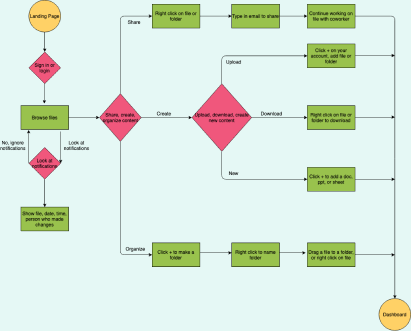 Landing Page
Share
Right click on file or
folder
Type in email to share
Continue working on
file with coworker
Sign in or
login
Upload
Click + on your
account, add file or
folder
Browse files
Share, create,
organize content
Create
Upload, download, create
new content
Download
Right click on file or
folder to download
No, ignore
notifications
Look at
notifications
Look at
notifications
New
Click + to add a doc,
ppt, or sheet
Show file, date, time,
person who made
changes
Organize
Click + to make a
folder
Right click to name
folder
Drag a file to a folder,
or right click on file
Dashboard